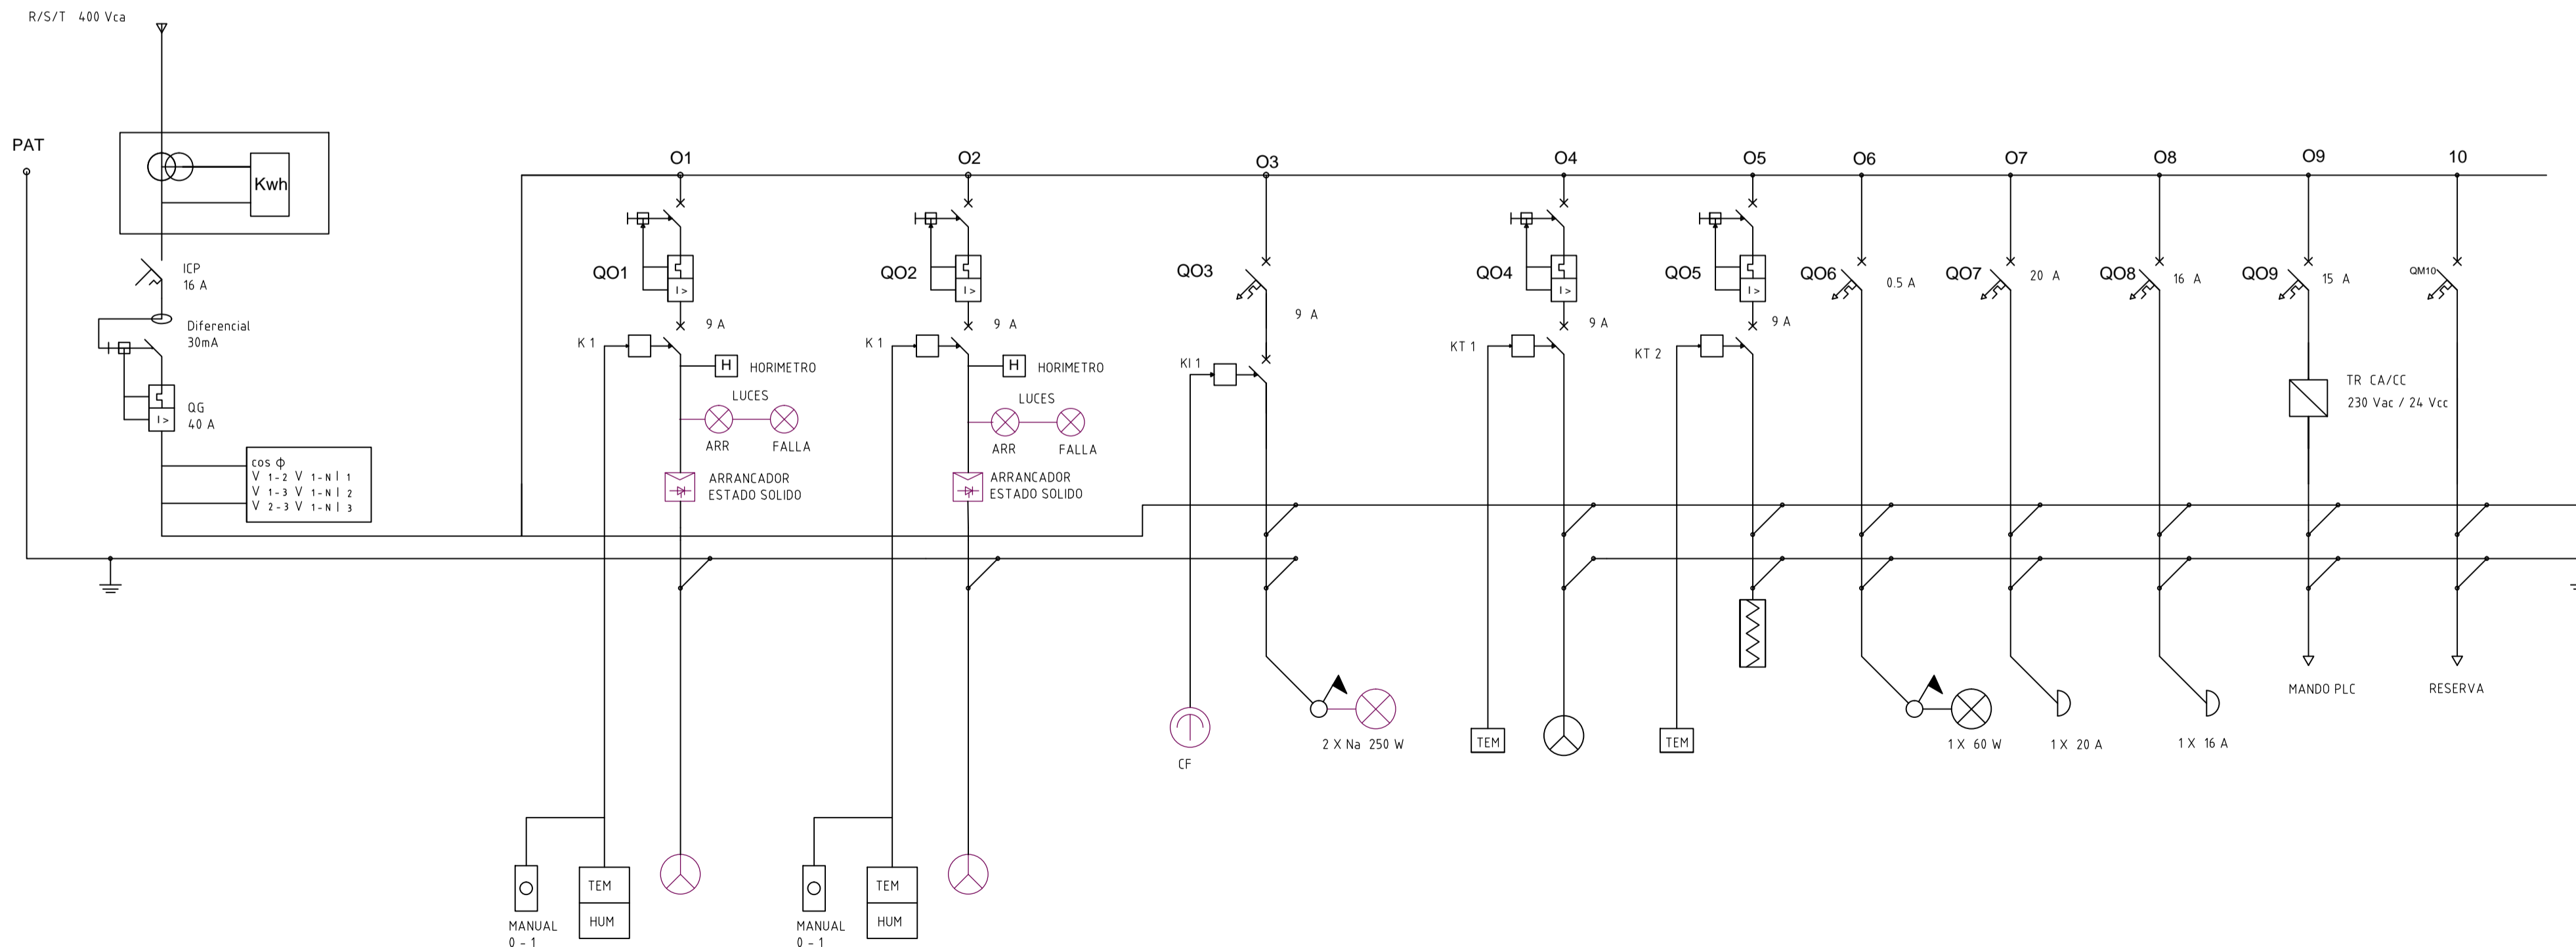 R/S/T 400 Vca
PAT
Kwh
ICP
16 A
Diferencial
30mA
QG
40 A
cos ϕ
V 1-2 V 1-N I 1
V 1-3 V 1-N I 2
V 2-3 V 1-N I 3
O1
QO1
I >
I >
9 A
K 1
H HORIMETRO
LUCES
ARR FALLA
ARRANCADOR
ESTADO SOLIDO
MANUAL
0 - 1
TEM
HUM
O2
QO2
I >
9 A
K 1
H HORIMETRO
LUCES
ARR FALLA
ARRANCADOR
ESTADO SOLIDO
MANUAL
0 - 1
TEM
HUM
O3
QO3
9 A
KI 1
CF
2 X Na 250 W
O4
QO4
I >
9 A
KT 1
TEM
O5
QO5
I >
9 A
KT 2
TEM
O6
QO6
0.5 A
1 X 60 W
O7
QO7
20 A
1 X 20 A
O8
QO8
16 A
1 X 16 A
O9
QO9
15 A
TR CA/CC
230 Vac / 24 Vcc
MANDO PLC
10
QM10
RESERVA